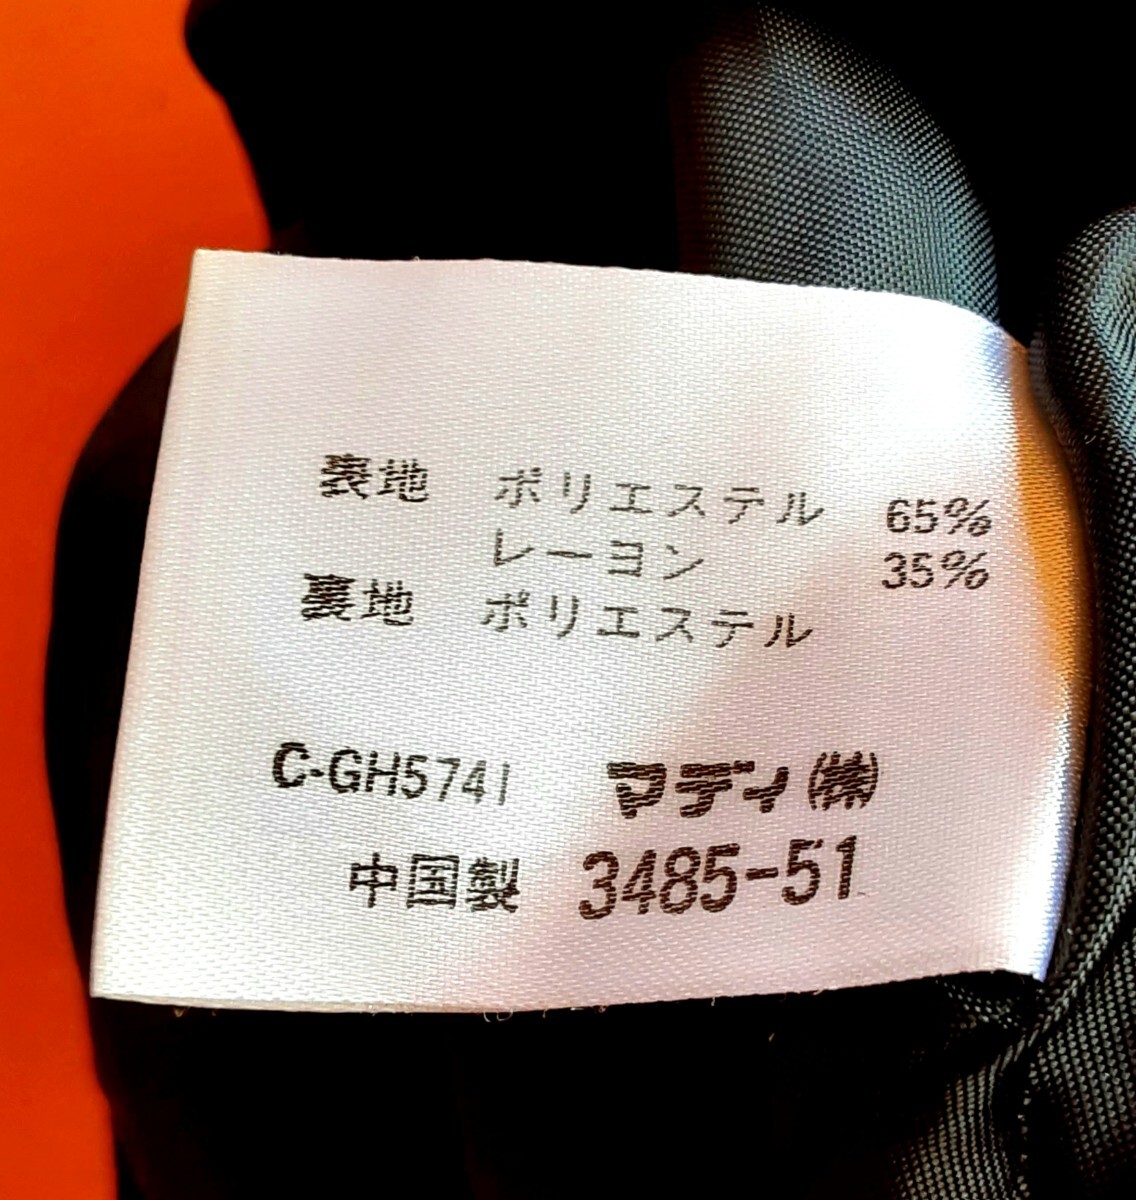 表地 ポリエステル 65%
レーヨン 35%
裏地 ポリエステル
C-GH5741 マディ(株)
中国製 3485-51